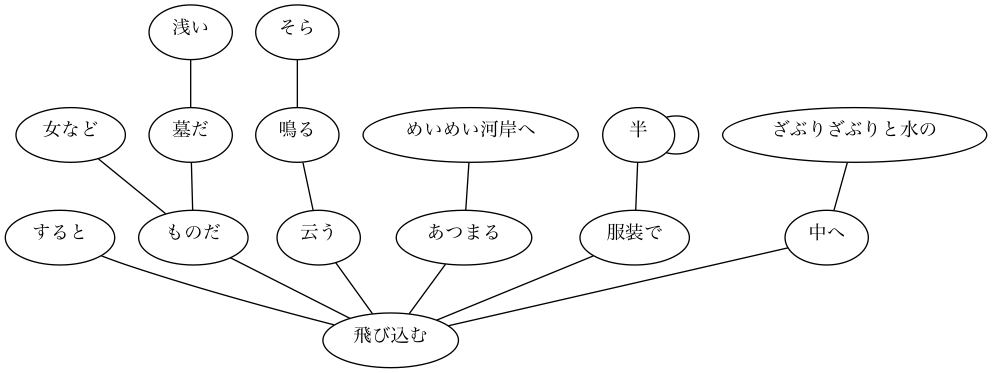 浅い
そら
女など
墓だ
鳴る
めいめい河岸へ
半
ざぶりざぶりと水の
すると
ものだ
云う
あつまる
服装で
中へ
飛び込む